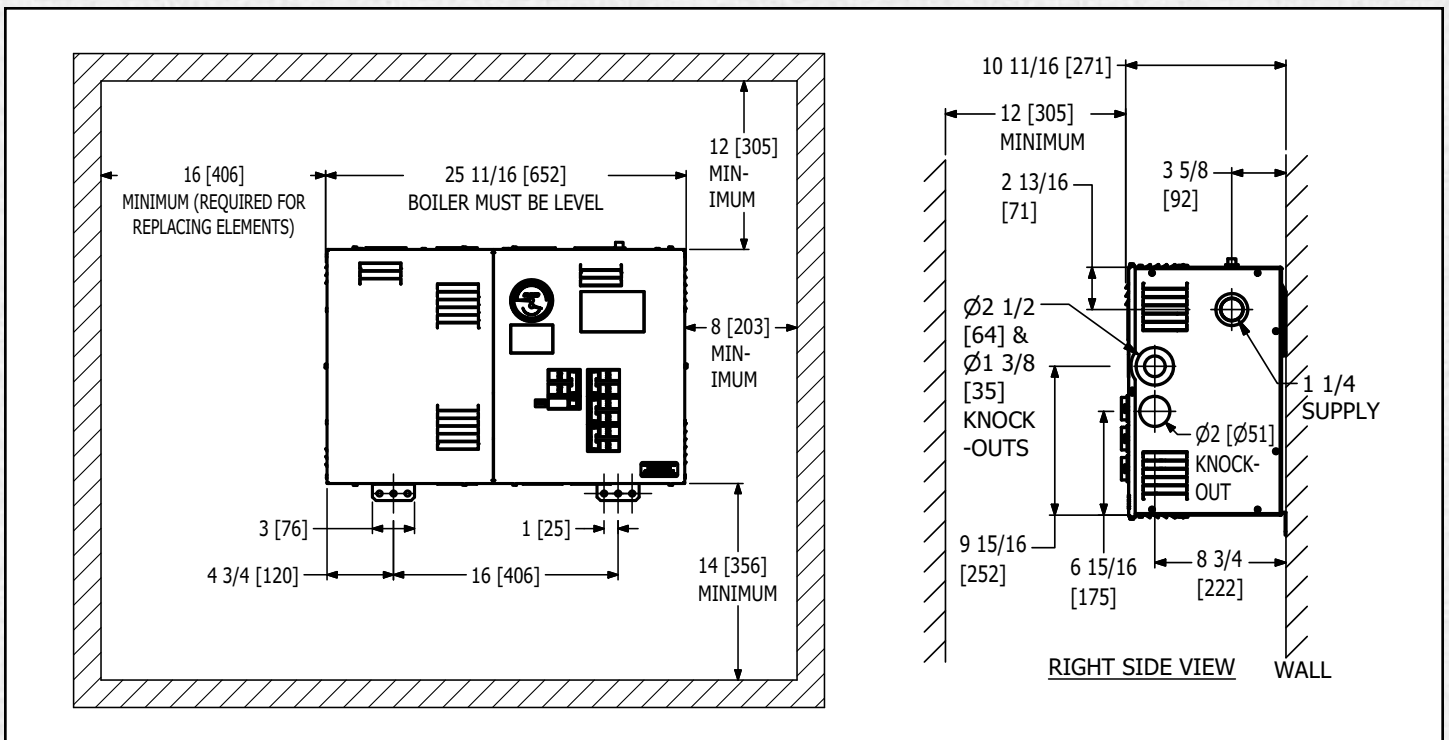 16 [406]
MINIMUM (REQUIRED FOR
REPLACING ELEMENTS)
25 11/16 [652]
BOILER MUST BE LEVEL
12 [305]
MIN-
IMUM
8 [203]
MIN-
IMUM
3 [76]
1 [25]
4 3/4 [120]
16 [406]
14 [356]
MINIMUM
10 11/16 [271]
12 [305]
MINIMUM
2 13/16
[71]
3 5/8
[92]
Ø2 1/2
[64] &
Ø1 3/8
[35]
KNOCK
-OUTS
1 1/4
SUPPLY
Ø2 [Ø51]
KNOCK-
OUT
9 15/16
[252]
6 15/16
[175]
8 3/4
[222]
RIGHT SIDE VIEW
WALL